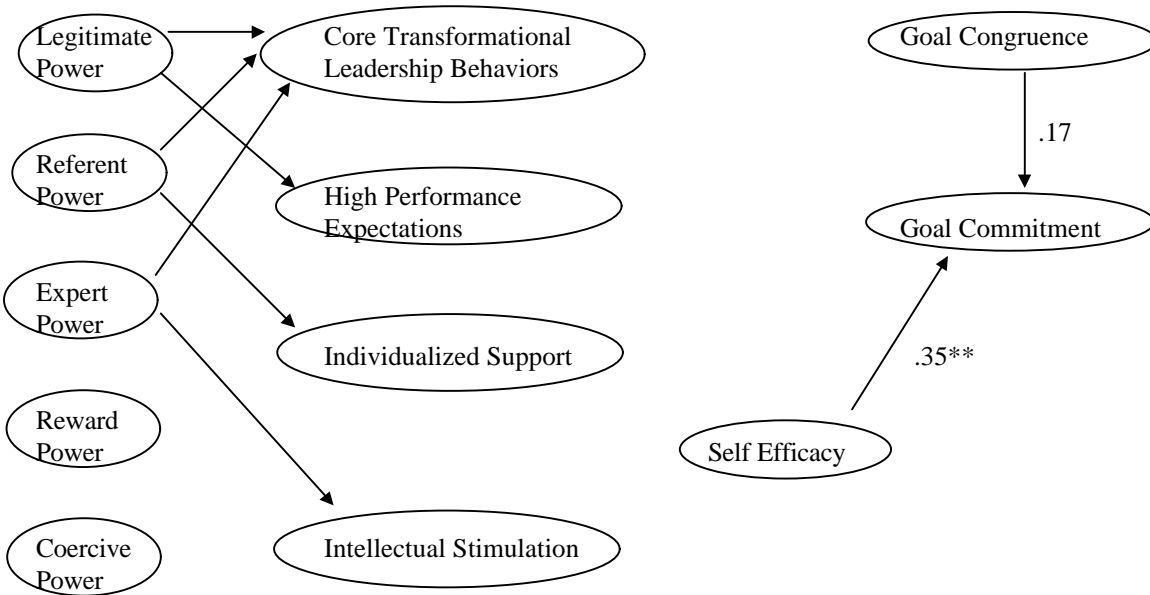 Legitimate
Power
Core Transformational
Leadership Behaviors
Goal Congruence
.17
Referent
Power
High Performance
Expectations
Goal Commitment
Expert
Power
Individualized Support
.35**
Reward
Power
Self Efficacy
Coercive
Power
Intellectual Stimulation